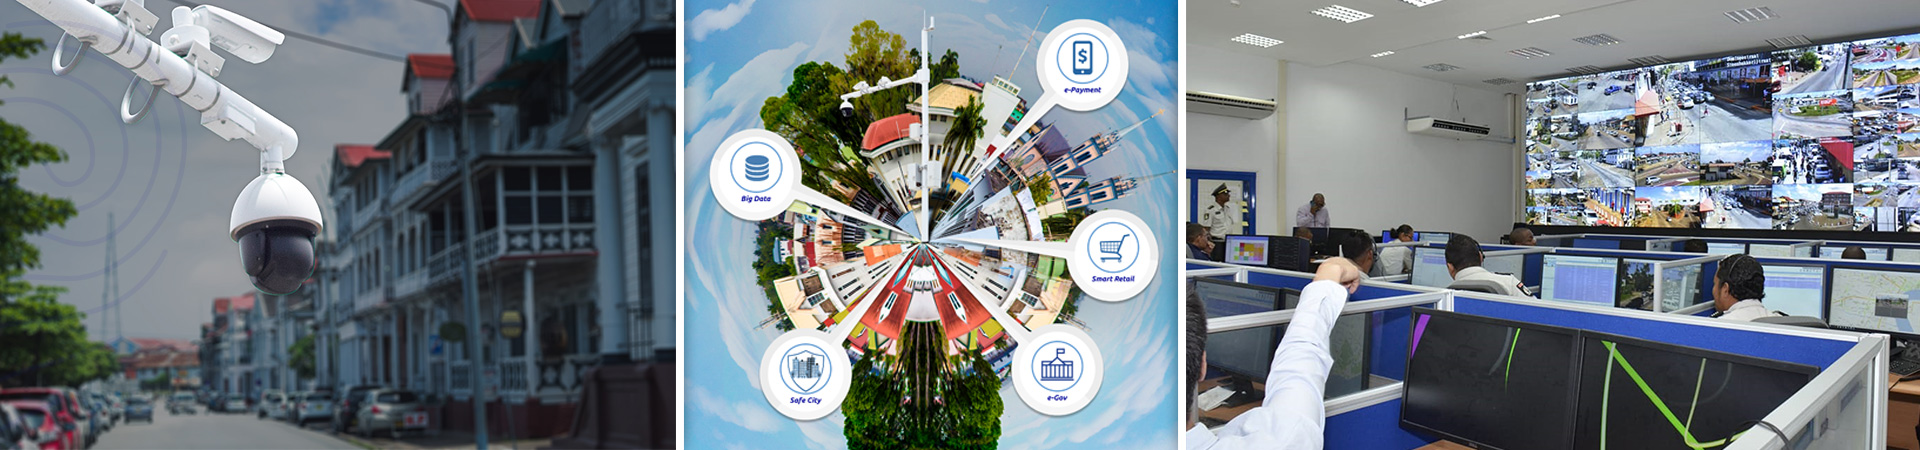 e-Payment
Big Data
Smart Retail
Safe City
e-Gov